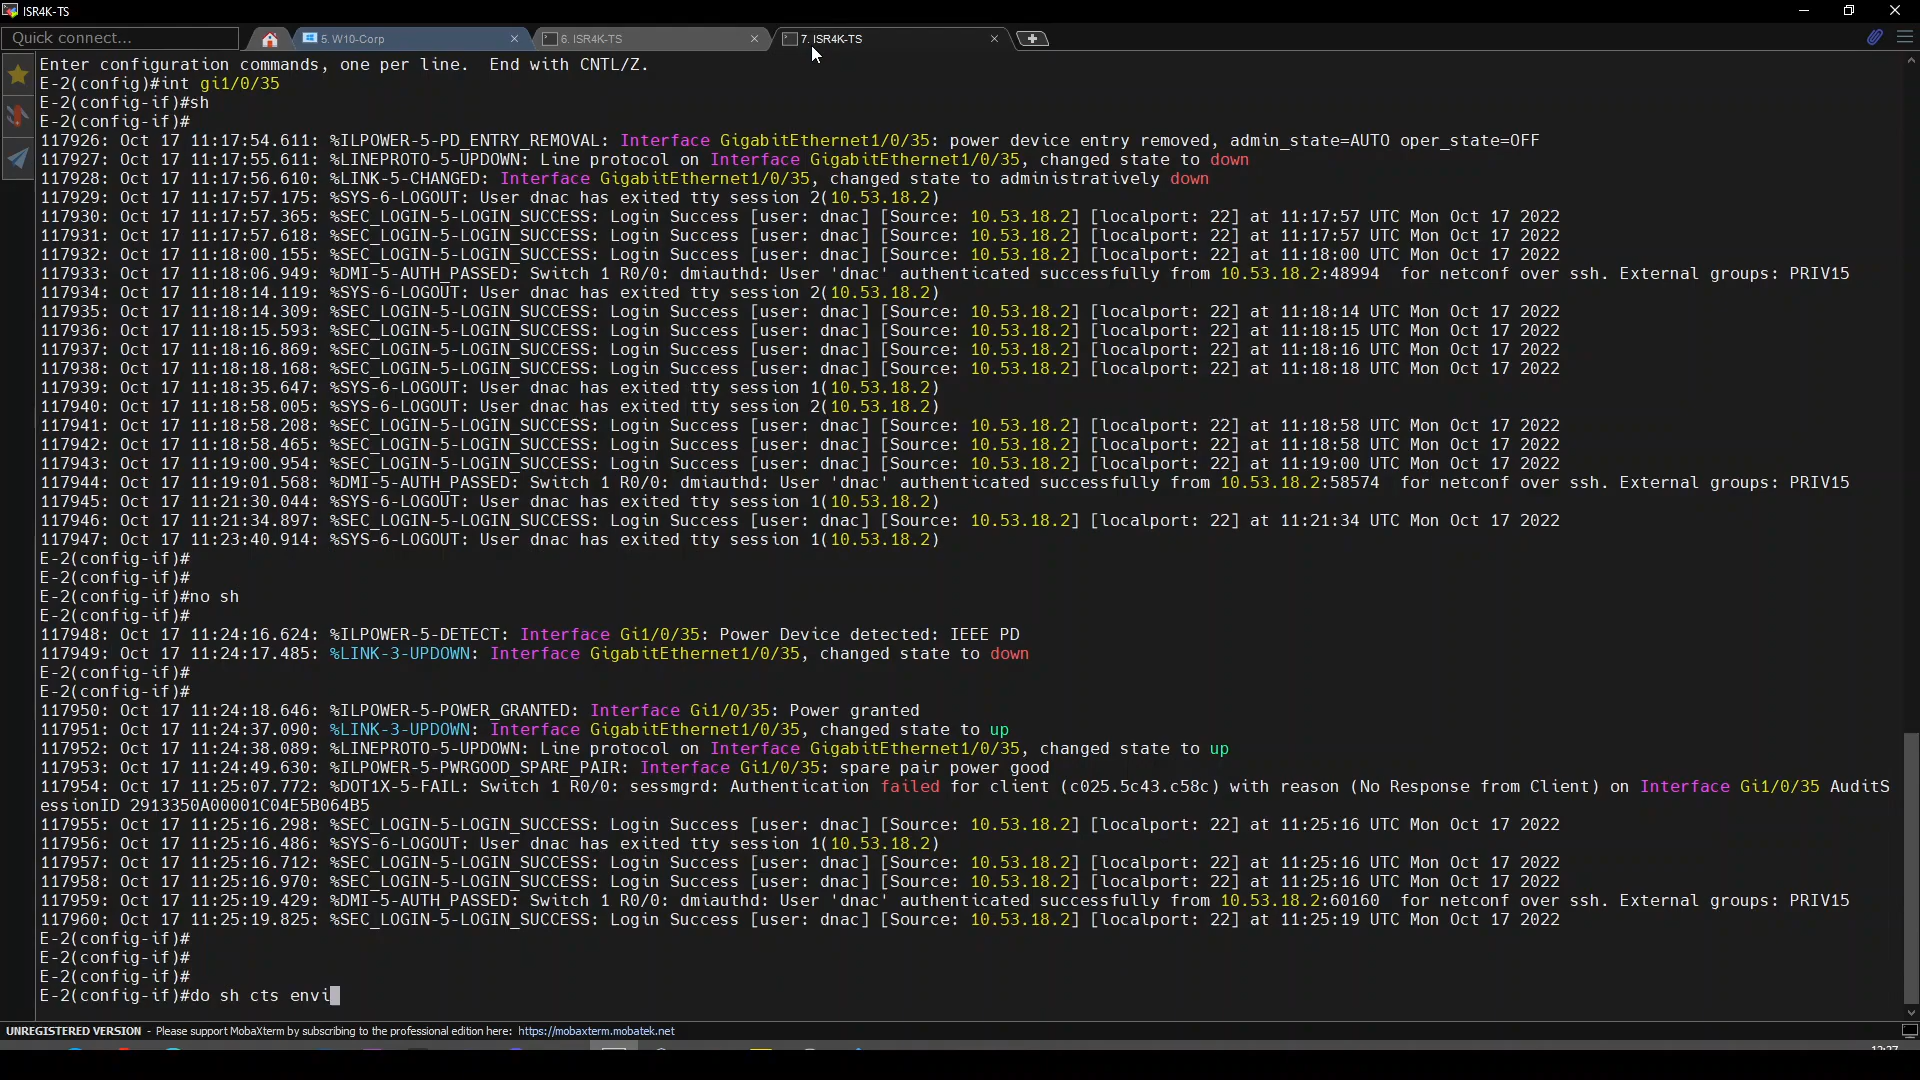 ISR4K-TS
Quick connect...
5. W10-Corp
6. ISR4K-TS
7. ISR4K-TS
Enter configuration commands, one per line.  End with CNTL/Z.
E-2(config)#int gi1/0/35
E-2(config-if)#sh
E-2(config-if)#
117926: Oct 17 11:17:54.611: %ILPOWER-5-PD_ENTRY_REMOVAL: Interface GigabitEthernet1/0/35: power device entry removed, admin_state=AUTO oper_state=OFF
117927: Oct 17 11:17:55.611: %LINEPROTO-5-UPDOWN: Line protocol on Interface GigabitEthernet1/0/35, changed state to down
117928: Oct 17 11:17:56.610: %LINK-5-CHANGED: Interface GigabitEthernet1/0/35, changed state to administratively down
117929: Oct 17 11:17:57.175: %SYS-6-LOGOUT: User dnac has exited tty session 2(10.53.18.2)
117930: Oct 17 11:17:57.365: %SEC_LOGIN-5-LOGIN_SUCCESS: Login Success [user: dnac] [Source: 10.53.18.2] [localport: 22] at 11:17:57 UTC Mon Oct 17 2022
117931: Oct 17 11:17:57.618: %SEC_LOGIN-5-LOGIN_SUCCESS: Login Success [user: dnac] [Source: 10.53.18.2] [localport: 22] at 11:17:57 UTC Mon Oct 17 2022
117932: Oct 17 11:18:00.155: %SEC_LOGIN-5-LOGIN_SUCCESS: Login Success [user: dnac] [Source: 10.53.18.2] [localport: 22] at 11:18:00 UTC Mon Oct 17 2022
117933: Oct 17 11:18:06.949: %DMI-5-AUTH_PASSED: Switch 1 R0/0: dmiauthd: User 'dnac' authenticated successfully from 10.53.18.2:48994  for netconf over ssh. External groups: PRIV15
117934: Oct 17 11:18:14.119: %SYS-6-LOGOUT: User dnac has exited tty session 2(10.53.18.2)
117935: Oct 17 11:18:14.309: %SEC_LOGIN-5-LOGIN_SUCCESS: Login Success [user: dnac] [Source: 10.53.18.2] [localport: 22] at 11:18:14 UTC Mon Oct 17 2022
117936: Oct 17 11:18:15.593: %SEC_LOGIN-5-LOGIN_SUCCESS: Login Success [user: dnac] [Source: 10.53.18.2] [localport: 22] at 11:18:15 UTC Mon Oct 17 2022
117937: Oct 17 11:18:16.869: %SEC_LOGIN-5-LOGIN_SUCCESS: Login Success [user: dnac] [Source: 10.53.18.2] [localport: 22] at 11:18:16 UTC Mon Oct 17 2022
117938: Oct 17 11:18:18.168: %SEC_LOGIN-5-LOGIN_SUCCESS: Login Success [user: dnac] [Source: 10.53.18.2] [localport: 22] at 11:18:18 UTC Mon Oct 17 2022
117939: Oct 17 11:18:35.647: %SYS-6-LOGOUT: User dnac has exited tty session 1(10.53.18.2)
117940: Oct 17 11:18:58.005: %SYS-6-LOGOUT: User dnac has exited tty session 2(10.53.18.2)
117941: Oct 17 11:18:58.208: %SEC_LOGIN-5-LOGIN_SUCCESS: Login Success [user: dnac] [Source: 10.53.18.2] [localport: 22] at 11:18:58 UTC Mon Oct 17 2022
117942: Oct 17 11:18:58.465: %SEC_LOGIN-5-LOGIN_SUCCESS: Login Success [user: dnac] [Source: 10.53.18.2] [localport: 22] at 11:18:58 UTC Mon Oct 17 2022
117943: Oct 17 11:19:00.954: %SEC_LOGIN-5-LOGIN_SUCCESS: Login Success [user: dnac] [Source: 10.53.18.2] [localport: 22] at 11:19:00 UTC Mon Oct 17 2022
117944: Oct 17 11:19:01.568: %DMI-5-AUTH_PASSED: Switch 1 R0/0: dmiauthd: User 'dnac' authenticated successfully from 10.53.18.2:58574  for netconf over ssh. External groups: PRIV15
117945: Oct 17 11:21:30.044: %SYS-6-LOGOUT: User dnac has exited tty session 1(10.53.18.2)
117946: Oct 17 11:21:34.897: %SEC_LOGIN-5-LOGIN_SUCCESS: Login Success [user: dnac] [Source: 10.53.18.2] [localport: 22] at 11:21:34 UTC Mon Oct 17 2022
117947: Oct 17 11:23:40.914: %SYS-6-LOGOUT: User dnac has exited tty session 1(10.53.18.2)
E-2(config-if)#
E-2(config-if)#
E-2(config-if)#no sh
E-2(config-if)#
117948: Oct 17 11:24:16.624: %ILPOWER-5-DETECT: Interface Gi1/0/35: Power Device detected: IEEE PD
117949: Oct 17 11:24:17.485: %LINK-3-UPDOWN: Interface GigabitEthernet1/0/35, changed state to down
E-2(config-if)#
E-2(config-if)#
117950: Oct 17 11:24:18.646: %ILPOWER-5-POWER_GRANTED: Interface Gi1/0/35: Power granted
117951: Oct 17 11:24:37.090: %LINK-3-UPDOWN: Interface GigabitEthernet1/0/35, changed state to up
117952: Oct 17 11:24:38.089: %LINEPROTO-5-UPDOWN: Line protocol on Interface GigabitEthernet1/0/35, changed state to up
117953: Oct 17 11:24:49.630: %ILPOWER-5-PWRGOOD_SPARE_PAIR: Interface Gi1/0/35: spare pair power good
117954: Oct 17 11:25:07.772: %DOT1X-5-FAIL: Switch 1 R0/0: sessmgrd: Authentication failed for client (c025.5c43.c58c) with reason (No Response from Client) on Interface Gi1/0/35 AuditS
essionID 2913350A00001C04E5B064B5
117955: Oct 17 11:25:16.298: %SEC_LOGIN-5-LOGIN_SUCCESS: Login Success [user: dnac] [Source: 10.53.18.2] [localport: 22] at 11:25:16 UTC Mon Oct 17 2022
117956: Oct 17 11:25:16.486: %SYS-6-LOGOUT: User dnac has exited tty session 1(10.53.18.2)
117957: Oct 17 11:25:16.712: %SEC_LOGIN-5-LOGIN_SUCCESS: Login Success [user: dnac] [Source: 10.53.18.2] [localport: 22] at 11:25:16 UTC Mon Oct 17 2022
117958: Oct 17 11:25:16.970: %SEC_LOGIN-5-LOGIN_SUCCESS: Login Success [user: dnac] [Source: 10.53.18.2] [localport: 22] at 11:25:16 UTC Mon Oct 17 2022
117959: Oct 17 11:25:19.429: %DMI-5-AUTH_PASSED: Switch 1 R0/0: dmiauthd: User 'dnac' authenticated successfully from 10.53.18.2:60160  for netconf over ssh. External groups: PRIV15
117960: Oct 17 11:25:19.825: %SEC_LOGIN-5-LOGIN_SUCCESS: Login Success [user: dnac] [Source: 10.53.18.2] [localport: 22] at 11:25:19 UTC Mon Oct 17 2022
E-2(config-if)#
E-2(config-if)#
E-2(config-if)#
E-2(config-if)#do sh cts envi
UNREGISTERED VERSION - Please support MobaXterm by subscribing to the professional edition here: https://mobaxterm.mobatek.net